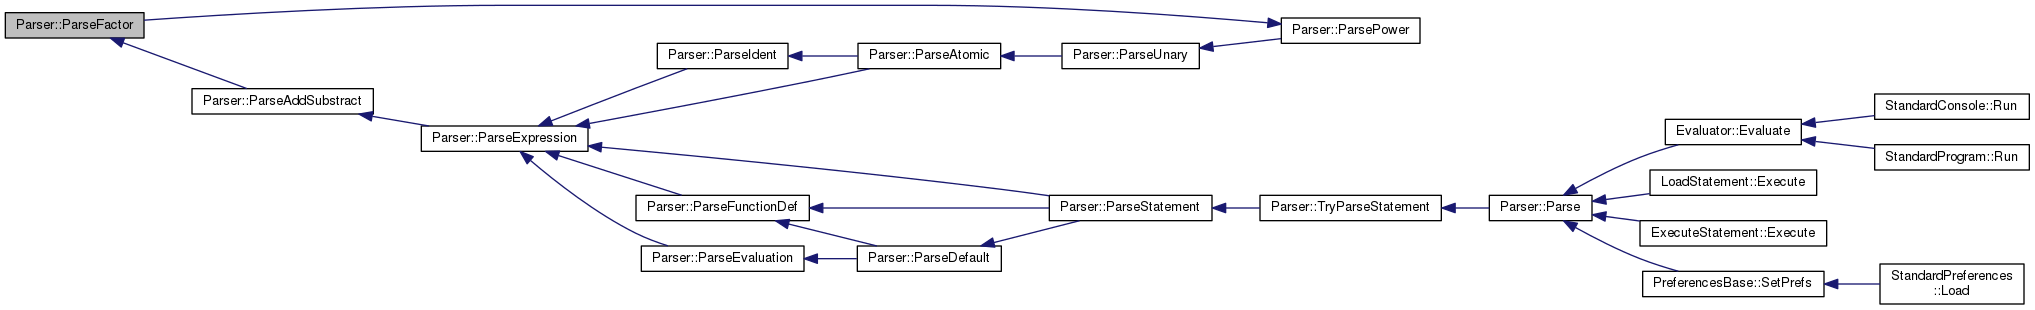 Parser::ParseFactor
Parser::ParsePower
Parser::ParseIdent
Parser::ParseAtomic
Parser::ParseUnary
Parser::ParseAddSubstract
StandardConsole::Run
Parser::ParseExpression
Evaluator::Evaluate
StandardProgram::Run
LoadStatement::Execute
Parser::ParseFunctionDef
Parser::ParseStatement
Parser::TryParseStatement
Parser::Parse
ExecuteStatement::Execute
Parser::ParseEvaluation
Parser::ParseDefault
PreferencesBase::SetPrefs
StandardPreferences
::Load